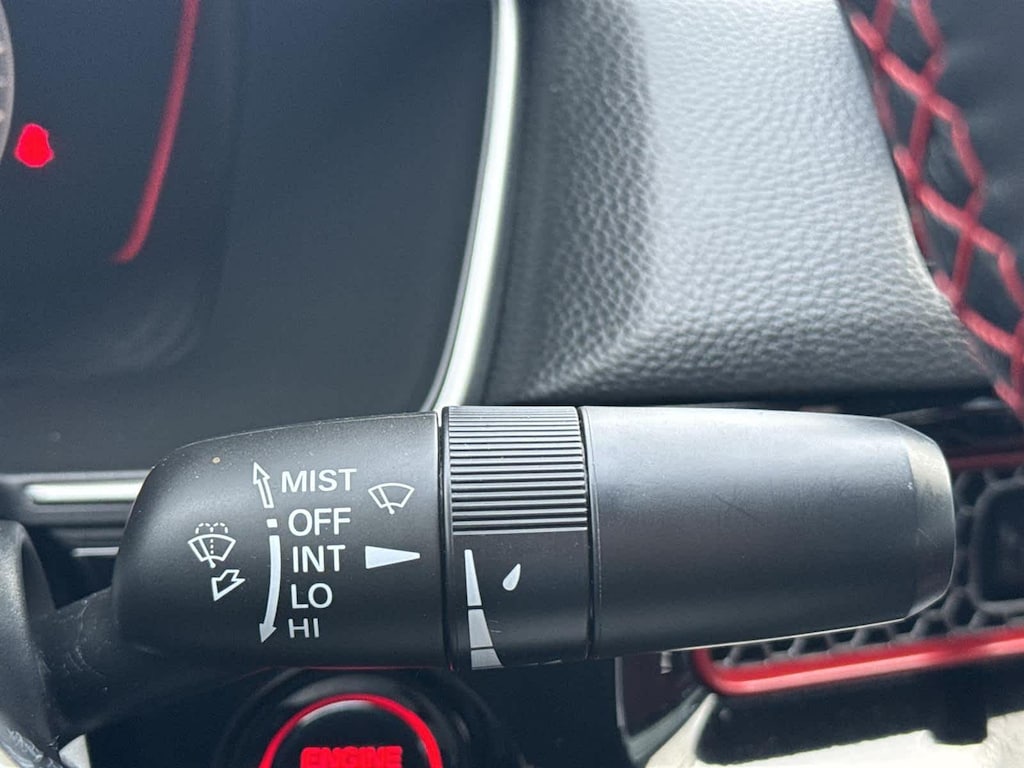 MIST
OFF
INT
LO
HI
ENGINE